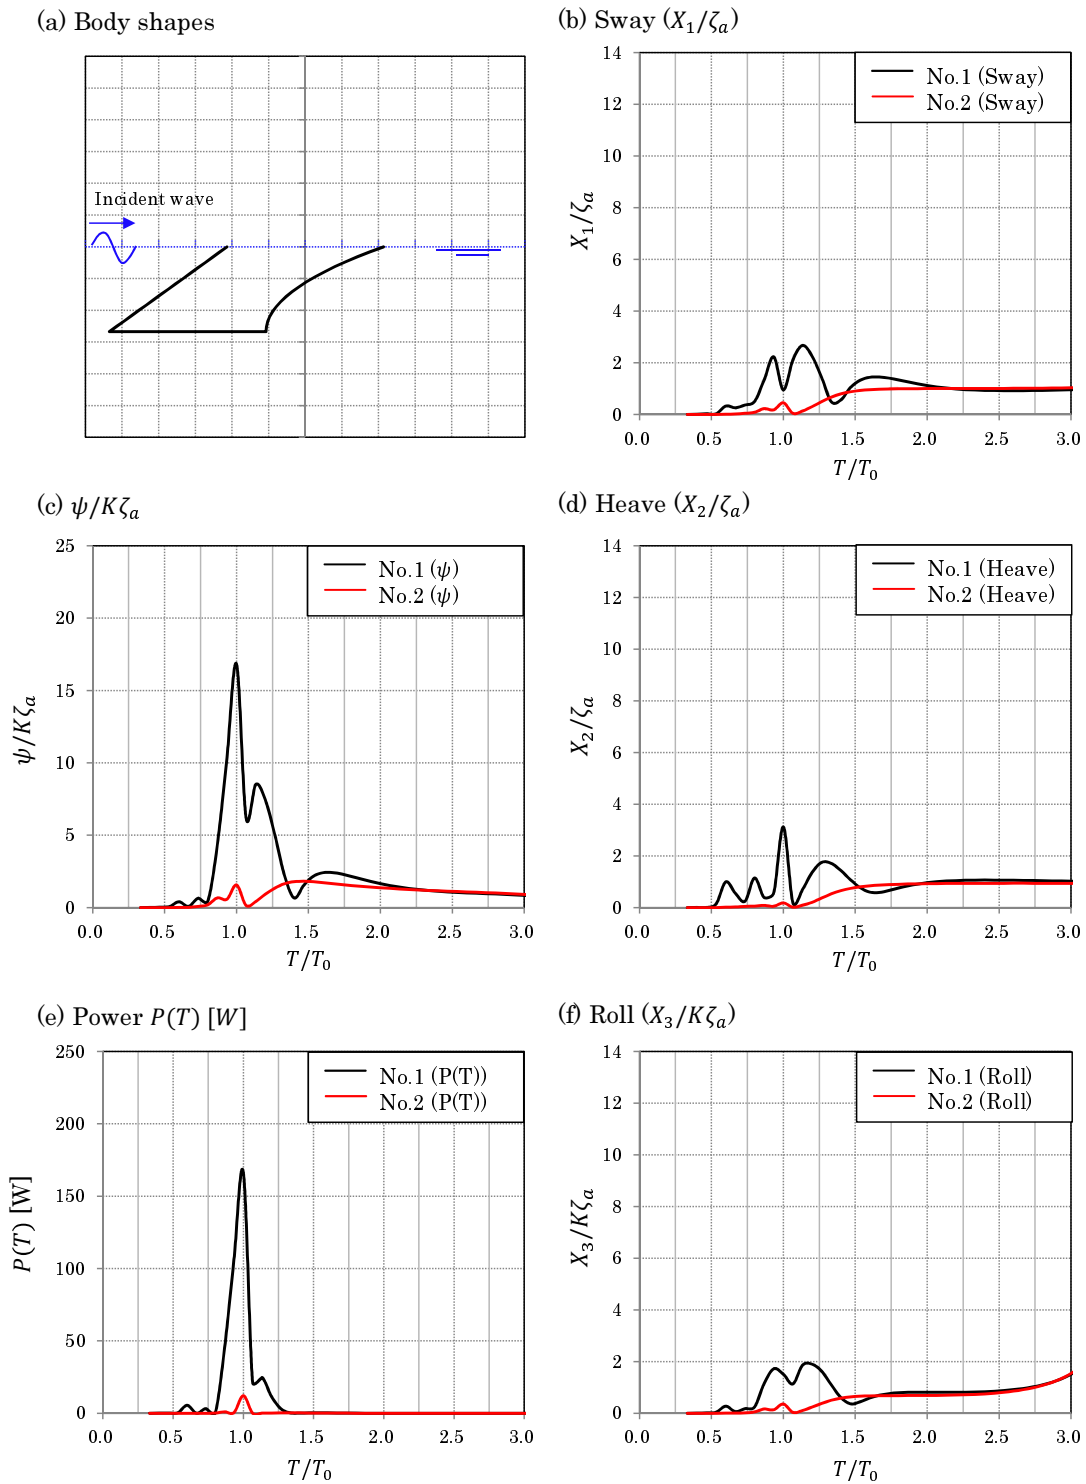 (a) Body shapes
Incident wave
(b) Sway (X₁/ζₐ)
14
12
10
8
6
4
2
0
X₁/ζₐ
No.1 (Sway)
No.2 (Sway)
0.0 0.5 1.0 1.5 2.0 2.5 3.0
T/T₀
(c) ψ/Kζₐ
25
20
15
10
5
0
ψ/Kζₐ
No.1 (ψ)
No.2 (ψ)
0.0 0.5 1.0 1.5 2.0 2.5 3.0
T/T₀
(d) Heave (X₂/ζₐ)
14
12
10
8
6
4
2
0
X₂/ζₐ
No.1 (Heave)
No.2 (Heave)
0.0 0.5 1.0 1.5 2.0 2.5 3.0
T/T₀
(e) Power P(T) [W]
250
200
150
100
50
0
P(T) [W]
No.1 (P(T))
No.2 (P(T))
0.0 0.5 1.0 1.5 2.0 2.5 3.0
T/T₀
(f) Roll (X₃/Kζₐ)
14
12
10
8
6
4
2
0
X₃/Kζₐ
No.1 (Roll)
No.2 (Roll)
0.0 0.5 1.0 1.5 2.0 2.5 3.0
T/T₀